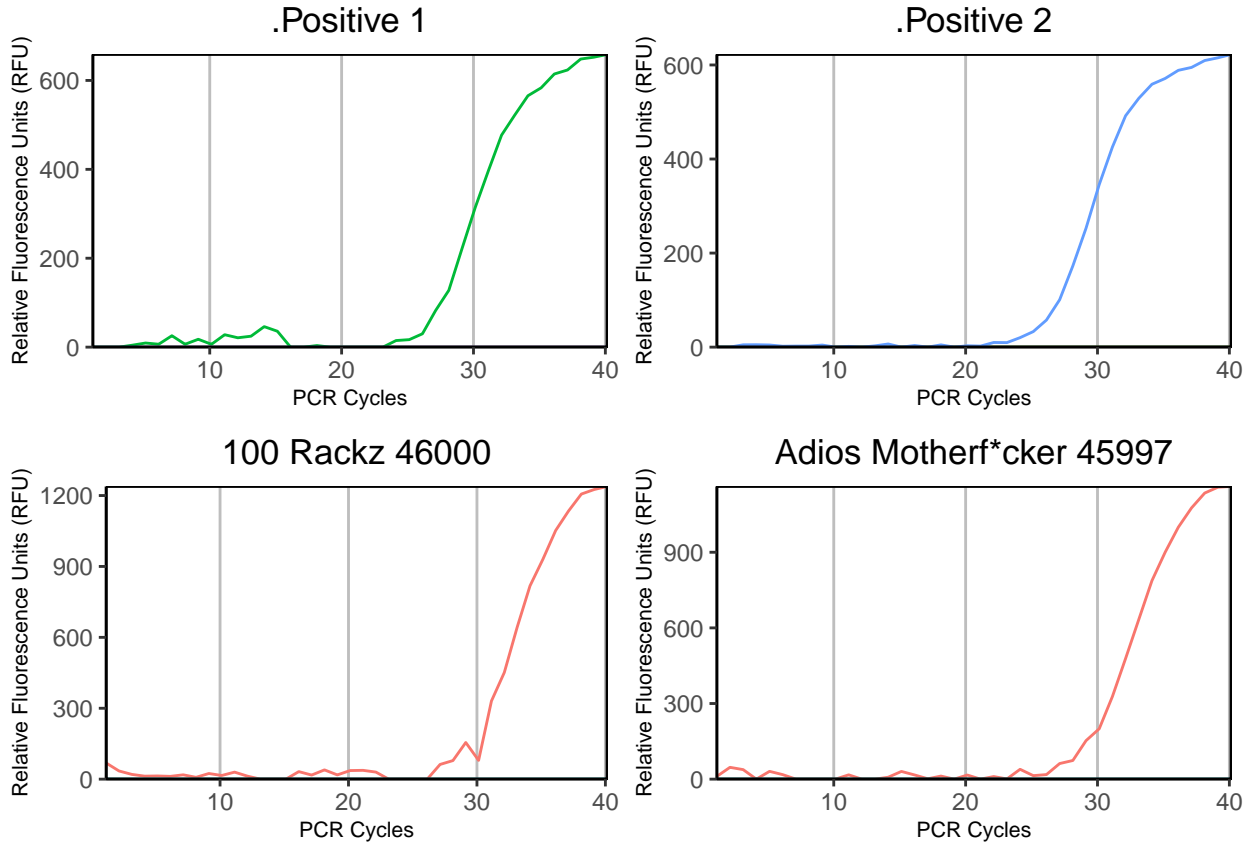 .Positive 1
Relative Fluorescence Units (RFU)
600
400
200
0
10
20
30
40
PCR Cycles
.Positive 2
Relative Fluorescence Units (RFU)
600
400
200
0
10
20
30
40
PCR Cycles
100 Rackz 46000
Relative Fluorescence Units (RFU)
1200
900
600
300
0
10
20
30
40
PCR Cycles
Adios Motherf*cker 45997
Relative Fluorescence Units (RFU)
900
600
300
0
10
20
30
40
PCR Cycles